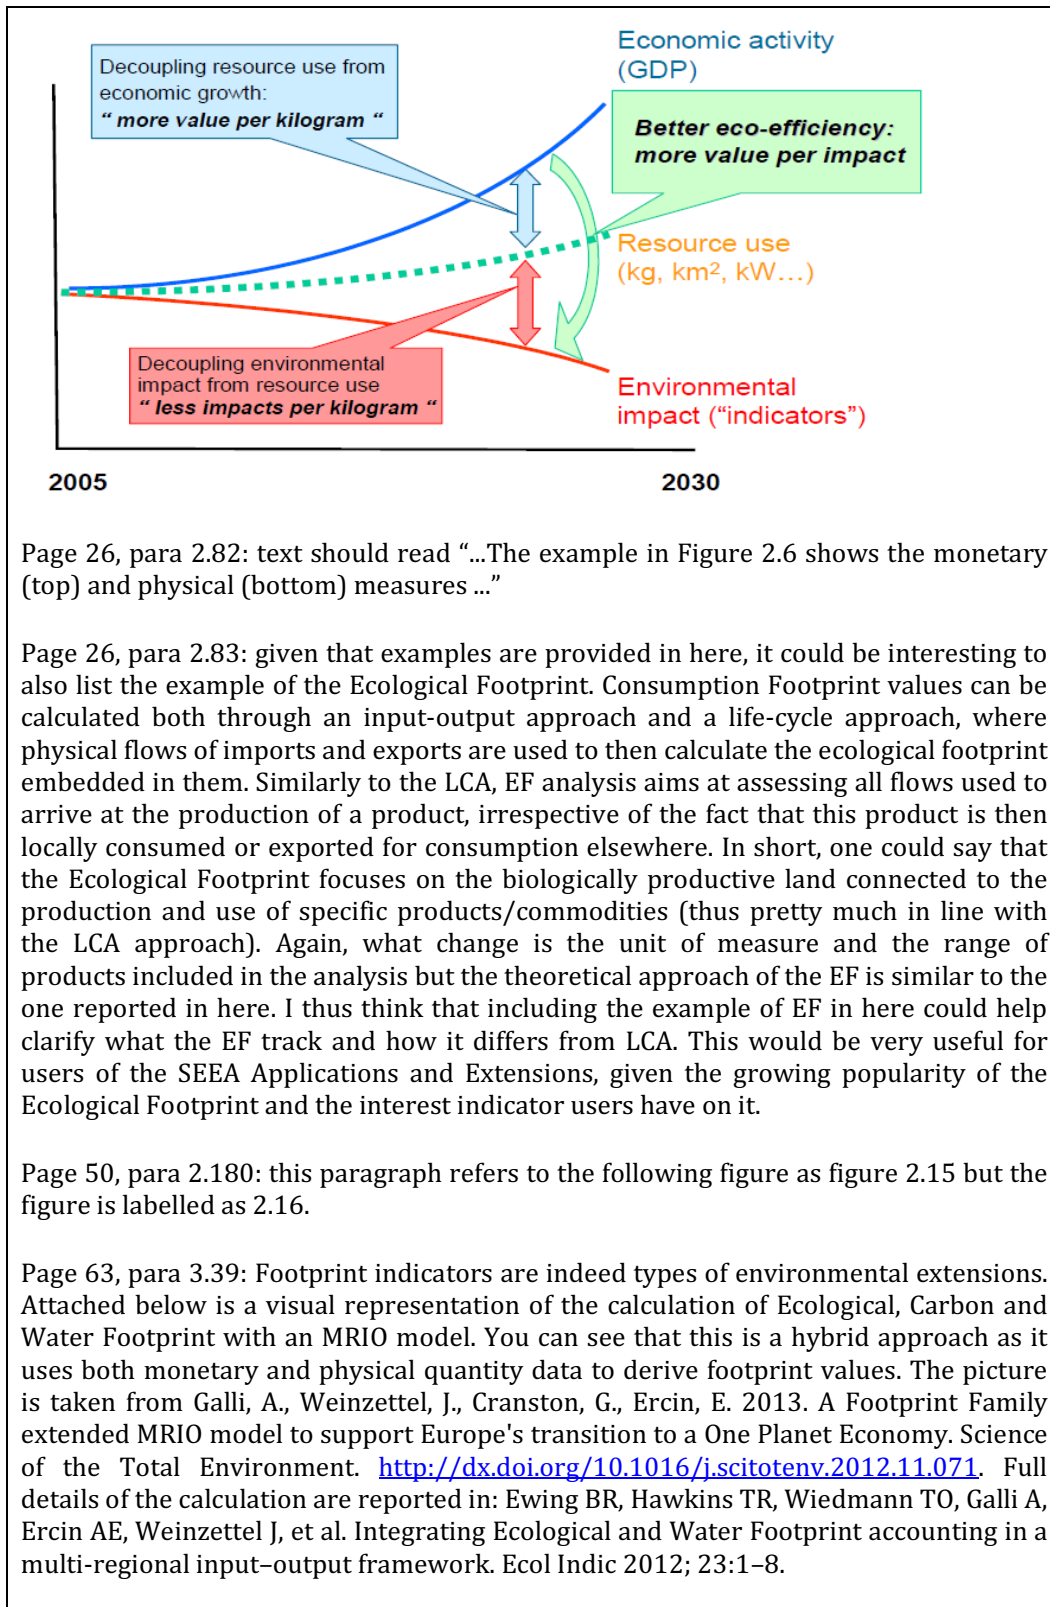 Economic activity
(GDP)
Decoupling resource use from
economic growth:
“ more value per kilogram “
Better eco-efficiency:
more value per impact
Resource use
(kg, km², kW…)
Decoupling environmental
impact from resource use
“ less impacts per kilogram “
Environmental
impact (“indicators”)
2005
2030
Page 26, para 2.82: text should read “...The example in Figure 2.6 shows the monetary
(top) and physical (bottom) measures ...”
Page 26, para 2.83: given that examples are provided in here, it could be interesting to
also list the example of the Ecological Footprint. Consumption Footprint values can be
calculated both through an input-output approach and a life-cycle approach, where
physical flows of imports and exports are used to then calculate the ecological footprint
embedded in them. Similarly to the LCA, EF analysis aims at assessing all flows used to
arrive at the production of a product, irrespective of the fact that this product is then
locally consumed or exported for consumption elsewhere. In short, one could say that
the Ecological Footprint focuses on the biologically productive land connected to the
production and use of specific products/commodities (thus pretty much in line with
the LCA approach). Again, what change is the unit of measure and the range of
products included in the analysis but the theoretical approach of the EF is similar to the
one reported in here. I thus think that including the example of EF in here could help
clarify what the EF track and how it differs from LCA. This would be very useful for
users of the SEEA Applications and Extensions, given the growing popularity of the
Ecological Footprint and the interest indicator users have on it.
Page 50, para 2.180: this paragraph refers to the following figure as figure 2.15 but the
figure is labelled as 2.16.
Page 63, para 3.39: Footprint indicators are indeed types of environmental extensions.
Attached below is a visual representation of the calculation of Ecological, Carbon and
Water Footprint with an MRIO model. You can see that this is a hybrid approach as it
uses both monetary and physical quantity data to derive footprint values. The picture
is taken from Galli, A., Weinzettel, J., Cranston, G., Ercin, E. 2013. A Footprint Family
extended MRIO model to support Europe's transition to a One Planet Economy. Science
of the Total Environment. http://dx.doi.org/10.1016/j.scitotenv.2012.11.071. Full
details of the calculation are reported in: Ewing BR, Hawkins TR, Wiedmann TO, Galli A,
Ercin AE, Weinzettel J, et al. Integrating Ecological and Water Footprint accounting in a
multi-regional input–output framework. Ecol Indic 2012; 23:1–8.